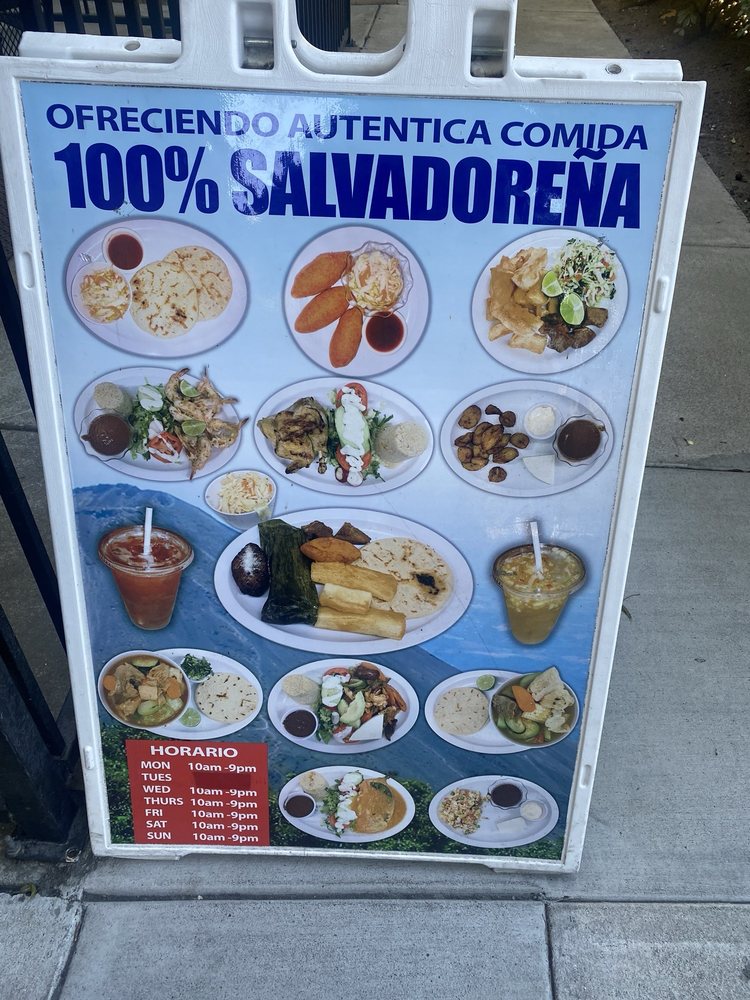 OFRECIENDO AUTENTICA COMIDA
100% SALVADOREÑA
HORARIO
MON 10am -9pm
TUES
WED 10am -9pm
THURS 10am -9pm
FRI 10am -9pm
SAT 10am -9pm
SUN 10am -9pm